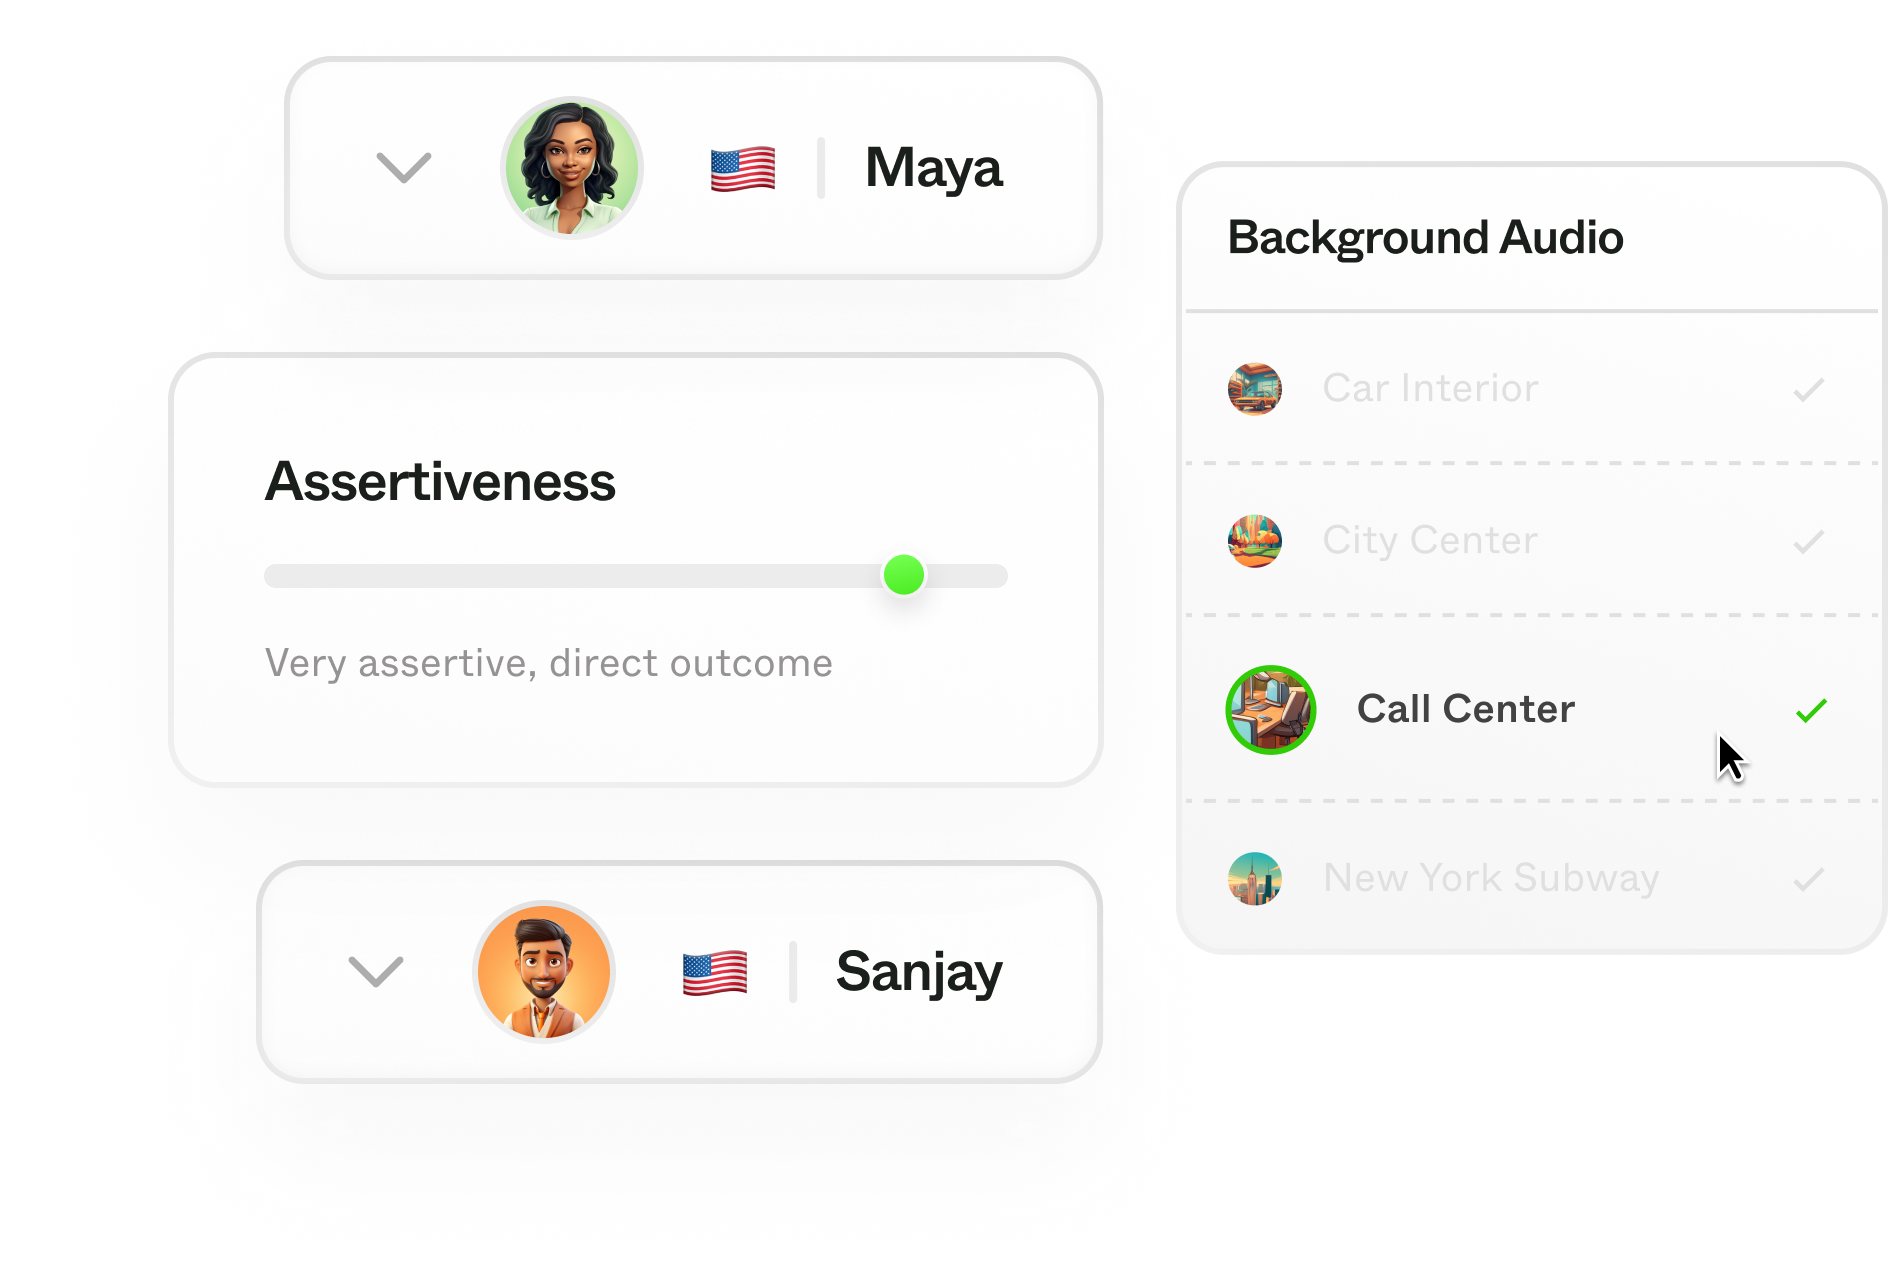 Maya
Assertiveness
Very assertive, direct outcome
Sanjay
Background Audio
Car Interior
City Center
Call Center
New York Subway